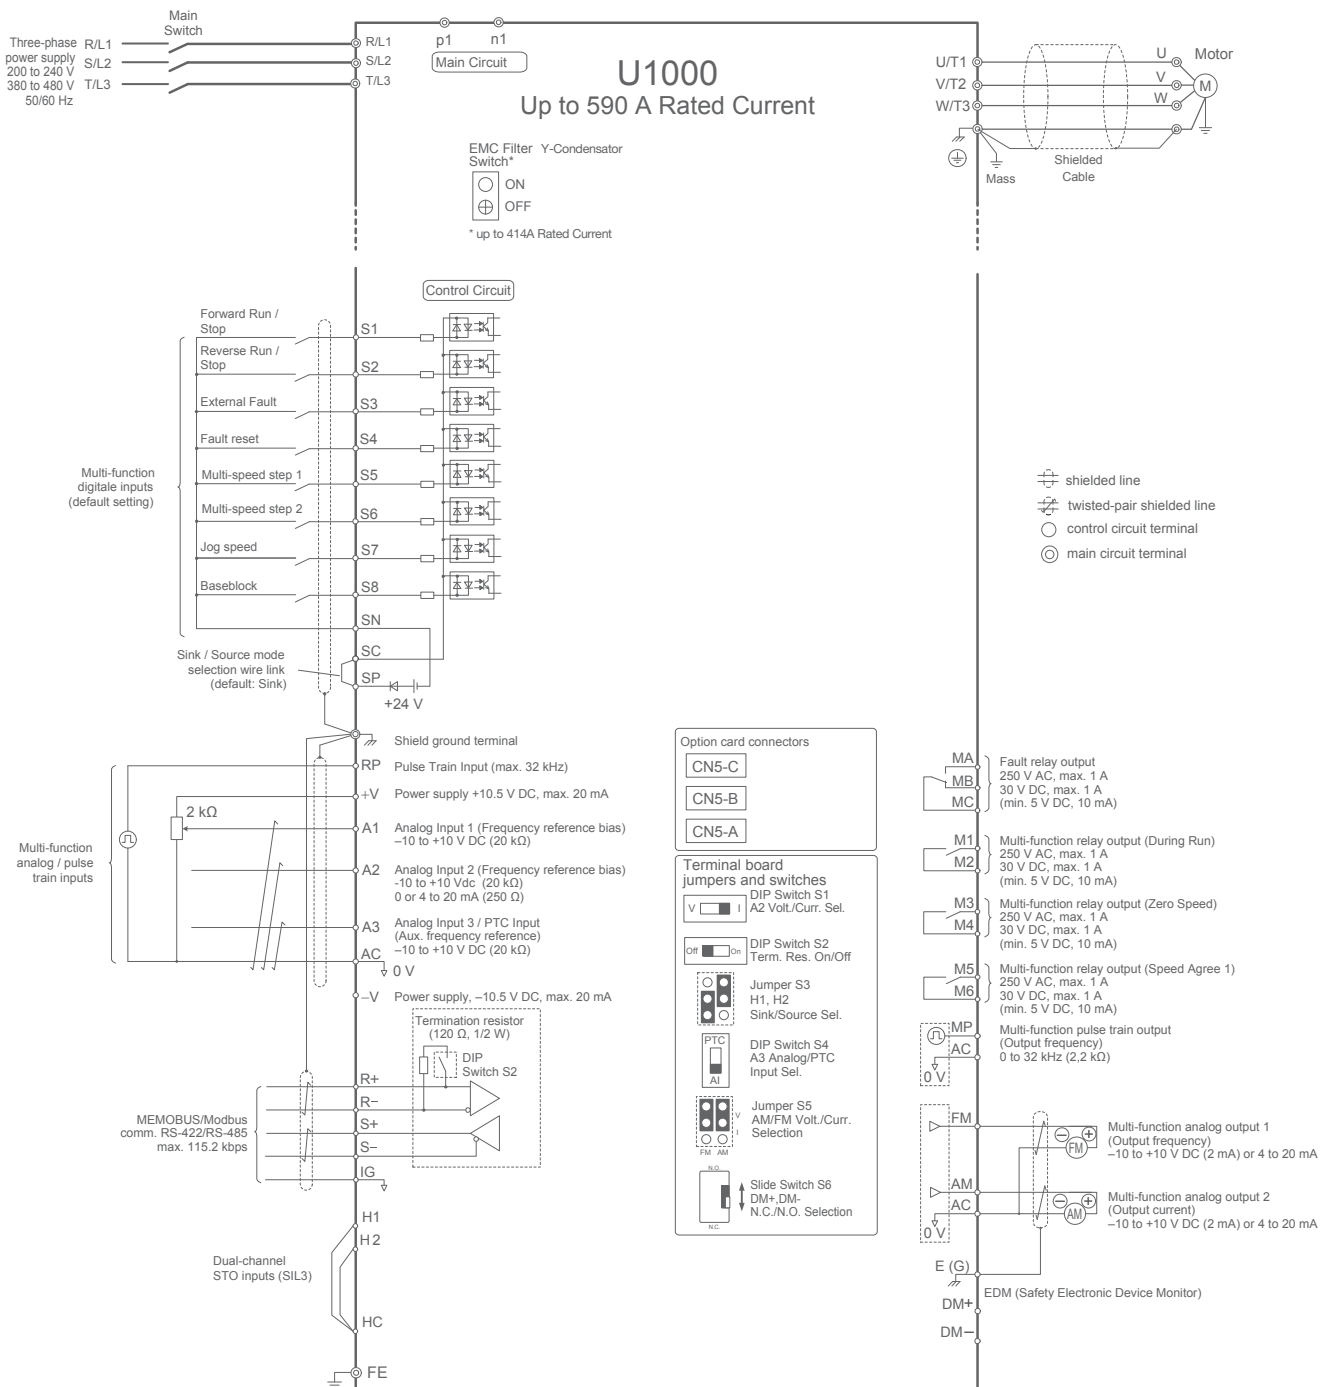 Main
Switch
Three-phase
power supply
200 to 240 V
380 to 480 V
50/60 Hz
R/L1
S/L2
T/L3
R/L1
S/L2
T/L3
p1
n1
Main Circuit
U1000
Up to 590 A Rated Current
EMC Filter Y-Condensator
Switch*
ON
OFF
* up to 414A Rated Current
U/T1
V/T2
W/T3
U
V
W
Motor
M
Mass
Shielded
Cable
Control Circuit
Forward Run /
Stop
S1
Reverse Run /
Stop
S2
External Fault
S3
Fault reset
S4
Multi-speed step 1
S5
Multi-speed step 2
S6
Jog speed
S7
Baseblock
S8
Multi-function
digitale inputs
(default setting)
SN
SC
SP
+24 V
Sink / Source mode
selection wire link
(default: Sink)
shielded line
twisted-pair shielded line
control circuit terminal
main circuit terminal
Shield ground terminal
RP
Pulse Train Input (max. 32 kHz)
+V
Power supply +10.5 V DC, max. 20 mA
2 kΩ
A1
Analog Input 1 (Frequency reference bias)
–10 to +10 V DC (20 kΩ)
A2
Analog Input 2 (Frequency reference bias)
-10 to +10 Vdc (20 kΩ)
0 or 4 to 20 mA (250 Ω)
A3
Analog Input 3 / PTC Input
(Aux. frequency reference)
–10 to +10 V DC (20 kΩ)
AC
0 V
–V
Power supply, –10.5 V DC, max. 20 mA
Multi-function
analog / pulse
train inputs
Termination resistor
(120 Ω, 1/2 W)
DIP
Switch S2
R+
R–
S+
S–
IG
MEMOBUS/Modbus
comm. RS-422/RS-485
max. 115.2 kbps
H1
H2
HC
Dual-channel
STO inputs (SIL3)
FE
Option card connectors
CN5-C
CN5-B
CN5-A
Terminal board
jumpers and switches
V
I
DIP Switch S1
A2 Volt./Curr. Sel.
Off
On
DIP Switch S2
Term. Res. On/Off
Jumper S3
H1, H2
Sink/Source Sel.
PTC
AI
DIP Switch S4
A3 Analog/PTC
Input Sel.
V
I
FM AM
Jumper S5
AM/FM Volt./Curr.
Selection
N.O.
N.C.
Slide Switch S6
DM+,DM-
N.C./N.O. Selection
MA
MB
MC
Fault relay output
250 V AC, max. 1 A
30 V DC, max. 1 A
(min. 5 V DC, 10 mA)
M1
M2
Multi-function relay output (During Run)
250 V AC, max. 1 A
30 V DC, max. 1 A
(min. 5 V DC, 10 mA)
M3
M4
Multi-function relay output (Zero Speed)
250 V AC, max. 1 A
30 V DC, max. 1 A
(min. 5 V DC, 10 mA)
M5
M6
Multi-function relay output (Speed Agree 1)
250 V AC, max. 1 A
30 V DC, max. 1 A
(min. 5 V DC, 10 mA)
MP
AC
0 V
Multi-function pulse train output
(Output frequency)
0 to 32 kHz (2,2 kΩ)
FM
FM
Multi-function analog output 1
(Output frequency)
–10 to +10 V DC (2 mA) or 4 to 20 mA
AM
AC
0 V
AM
Multi-function analog output 2
(Output current)
–10 to +10 V DC (2 mA) or 4 to 20 mA
E (G)
EDM (Safety Electronic Device Monitor)
DM+
DM–